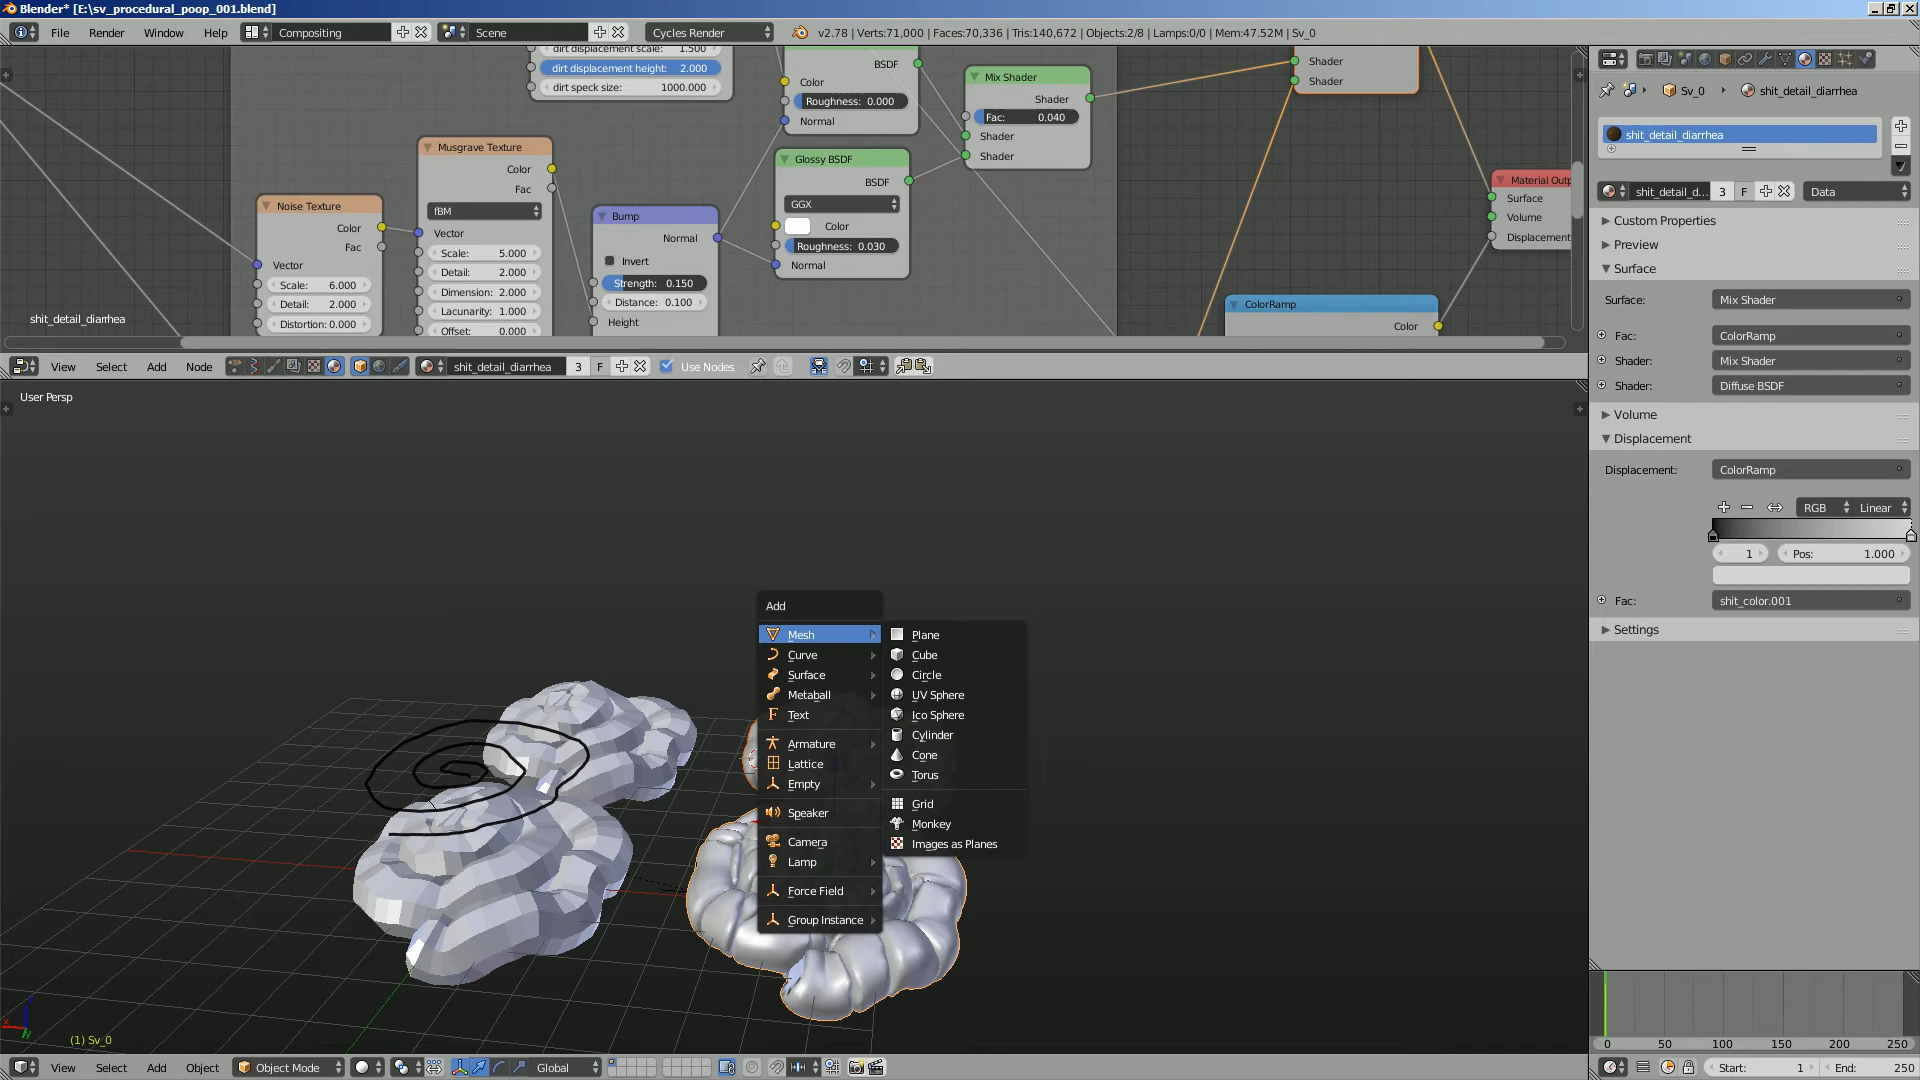 Blender* [E:\sv_procedural_poop_001.blend]
File Render Window Help Compositing Scene Cycles Render v2.78 | Verts:71,000 | Faces:70,336 | Tris:140,672 | Objects:2/8 | Lamps:0/0 | Mem:47.52M | Sv_0
dirt displacement scale: 1.500
dirt displacement height: 2.000
dirt speck size: 1000.000
BSDF
Color
Roughness: 0.000
Normal
Mix Shader
Shader
Fac: 0.040
Shader
Shader
Shader
Shader
Musgrave Texture
Color
Fac
fBM
Vector
Scale: 5.000
Detail: 2.000
Dimension: 2.000
Lacunarity: 1.000
Offset: 0.000
Noise Texture
Color
Fac
Vector
Scale: 6.000
Detail: 2.000
Distortion: 0.000
Bump
Normal
Invert
Strength: 0.150
Distance: 0.100
Height
Glossy BSDF
BSDF
GGX
Color
Roughness: 0.030
Normal
Material Outp
Surface
Volume
Displacement
ColorRamp
Color
shit_detail_diarrhea
View Select Add Node shit_detail_diarrhea 3 F Use Nodes
User Persp
Add
Mesh
Curve
Surface
Metaball
Text
Armature
Lattice
Empty
Speaker
Camera
Lamp
Force Field
Group Instance
Plane
Cube
Circle
UV Sphere
Ico Sphere
Cylinder
Cone
Torus
Grid
Monkey
Images as Planes
(1) Sv_0
View Select Add Object Object Mode Global
Sv_0 shit_detail_diarrhea
shit_detail_diarrhea
shit_detail_d... 3 F Data
Custom Properties
Preview
Surface
Surface: Mix Shader
Fac: ColorRamp
Shader: Mix Shader
Shader: Diffuse BSDF
Volume
Displacement
Displacement: ColorRamp
RGB Linear
1 Pos: 1.000
Fac: shit_color.001
Settings
0 50 100 150 200 250
Start: 1 End: 250